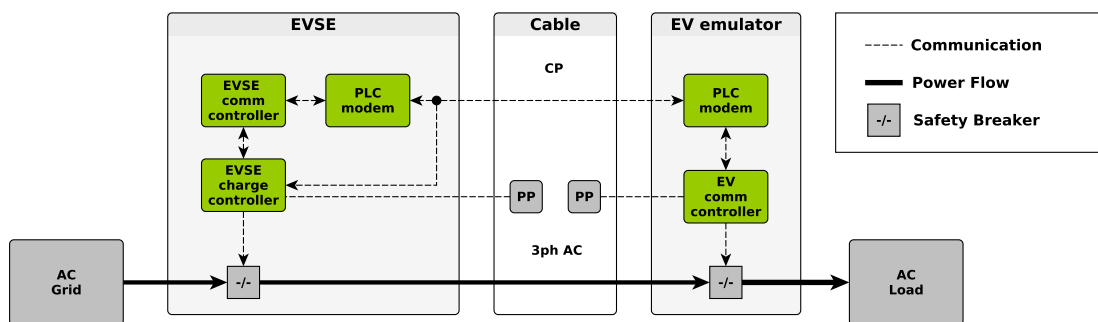 EVSE
Cable
EV emulator
Communication
Power Flow
-/-
Safety Breaker
CP
EVSE
comm
controller
PLC
modem
PLC
modem
EVSE
charge
controller
PP
PP
EV
comm
controller
3ph AC
AC
Grid
-/-
-/-
AC
Load